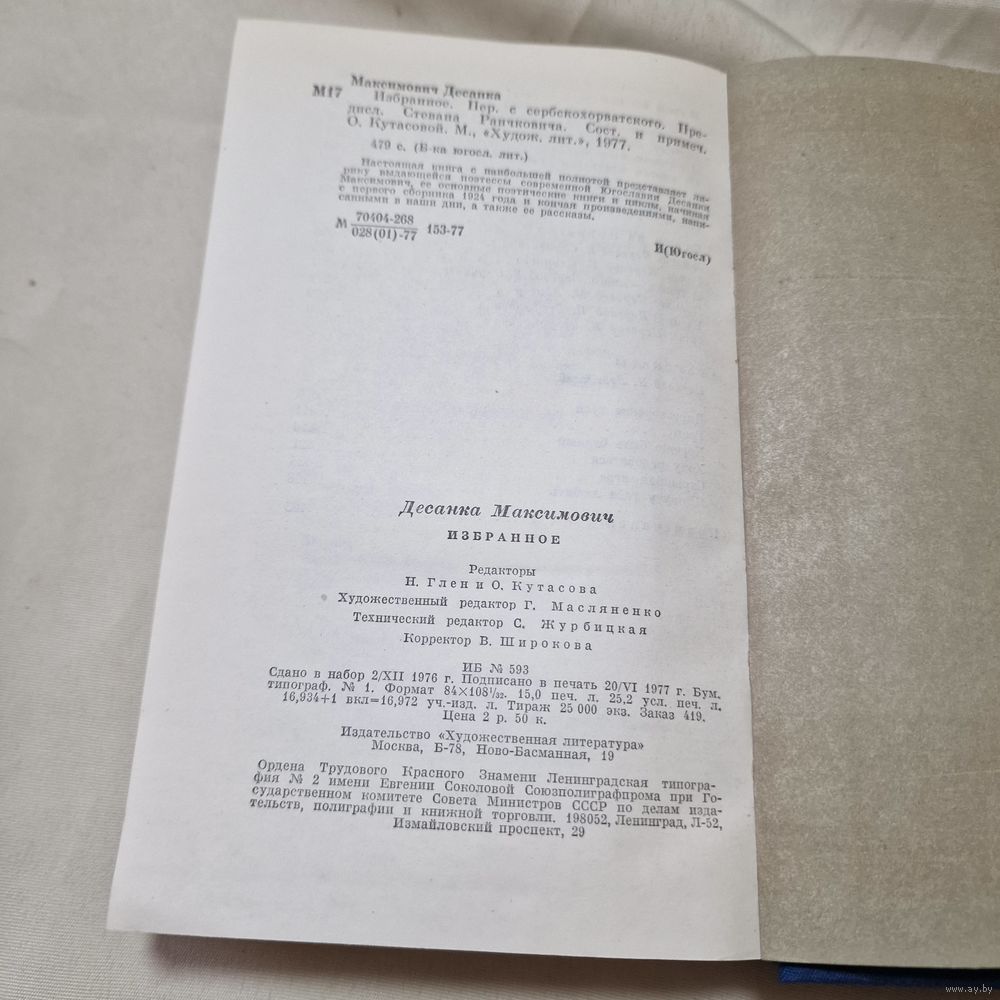 Максимович Десанка
М17 Избранное. Пер. с сербскохорватского. Пре-
дисл. Стевана Раичковича. Сост. и примеч.
О. Кутасовой. М., «Худож. лит.», 1977.
479 с. (Б-ка югосл. лит.)
Настоящая книга с наибольшей полнотой представляет ли-
рику выдающейся поэтессы современной Югославии Десанки
Максимович, ее основные поэтические книги и циклы, начиная
с первого сборника 1924 года и кончая произведениями, напи-
санными в наши дни, а также ее рассказы.
М 70404-268
028(01)-77 153-77
И(Югосл)
Десанка Максимович
ИЗБРАННОЕ
Редакторы
Н. Глен и О. Кутасова
Художественный редактор Г. Масляненко
Технический редактор С. Журбицкая
Корректор В. Широкова
ИБ № 593
Сдано в набор 2/XII 1976 г. Подписано в печать 20/VI 1977 г. Бум.
типограф. № 1. Формат 84×108¹/₃₂. 15,0 печ. л. 25,2 усл. печ. л.
16,934+1 вкл=16,972 уч.-изд. л. Тираж 25 000 экз. Заказ 419.
Цена 2 р. 50 к.
Издательство «Художественная литература»
Москва, Б-78, Ново-Басманная, 19
Ордена Трудового Красного Знамени Ленинградская типогра-
фия № 2 имени Евгении Соколовой Союзполиграфпрома при Го-
сударственном комитете Совета Министров СССР по делам изда-
тельств, полиграфии и книжной торговли. 198052, Ленинград, Л-52,
Измайловский проспект, 29
www.ay.by